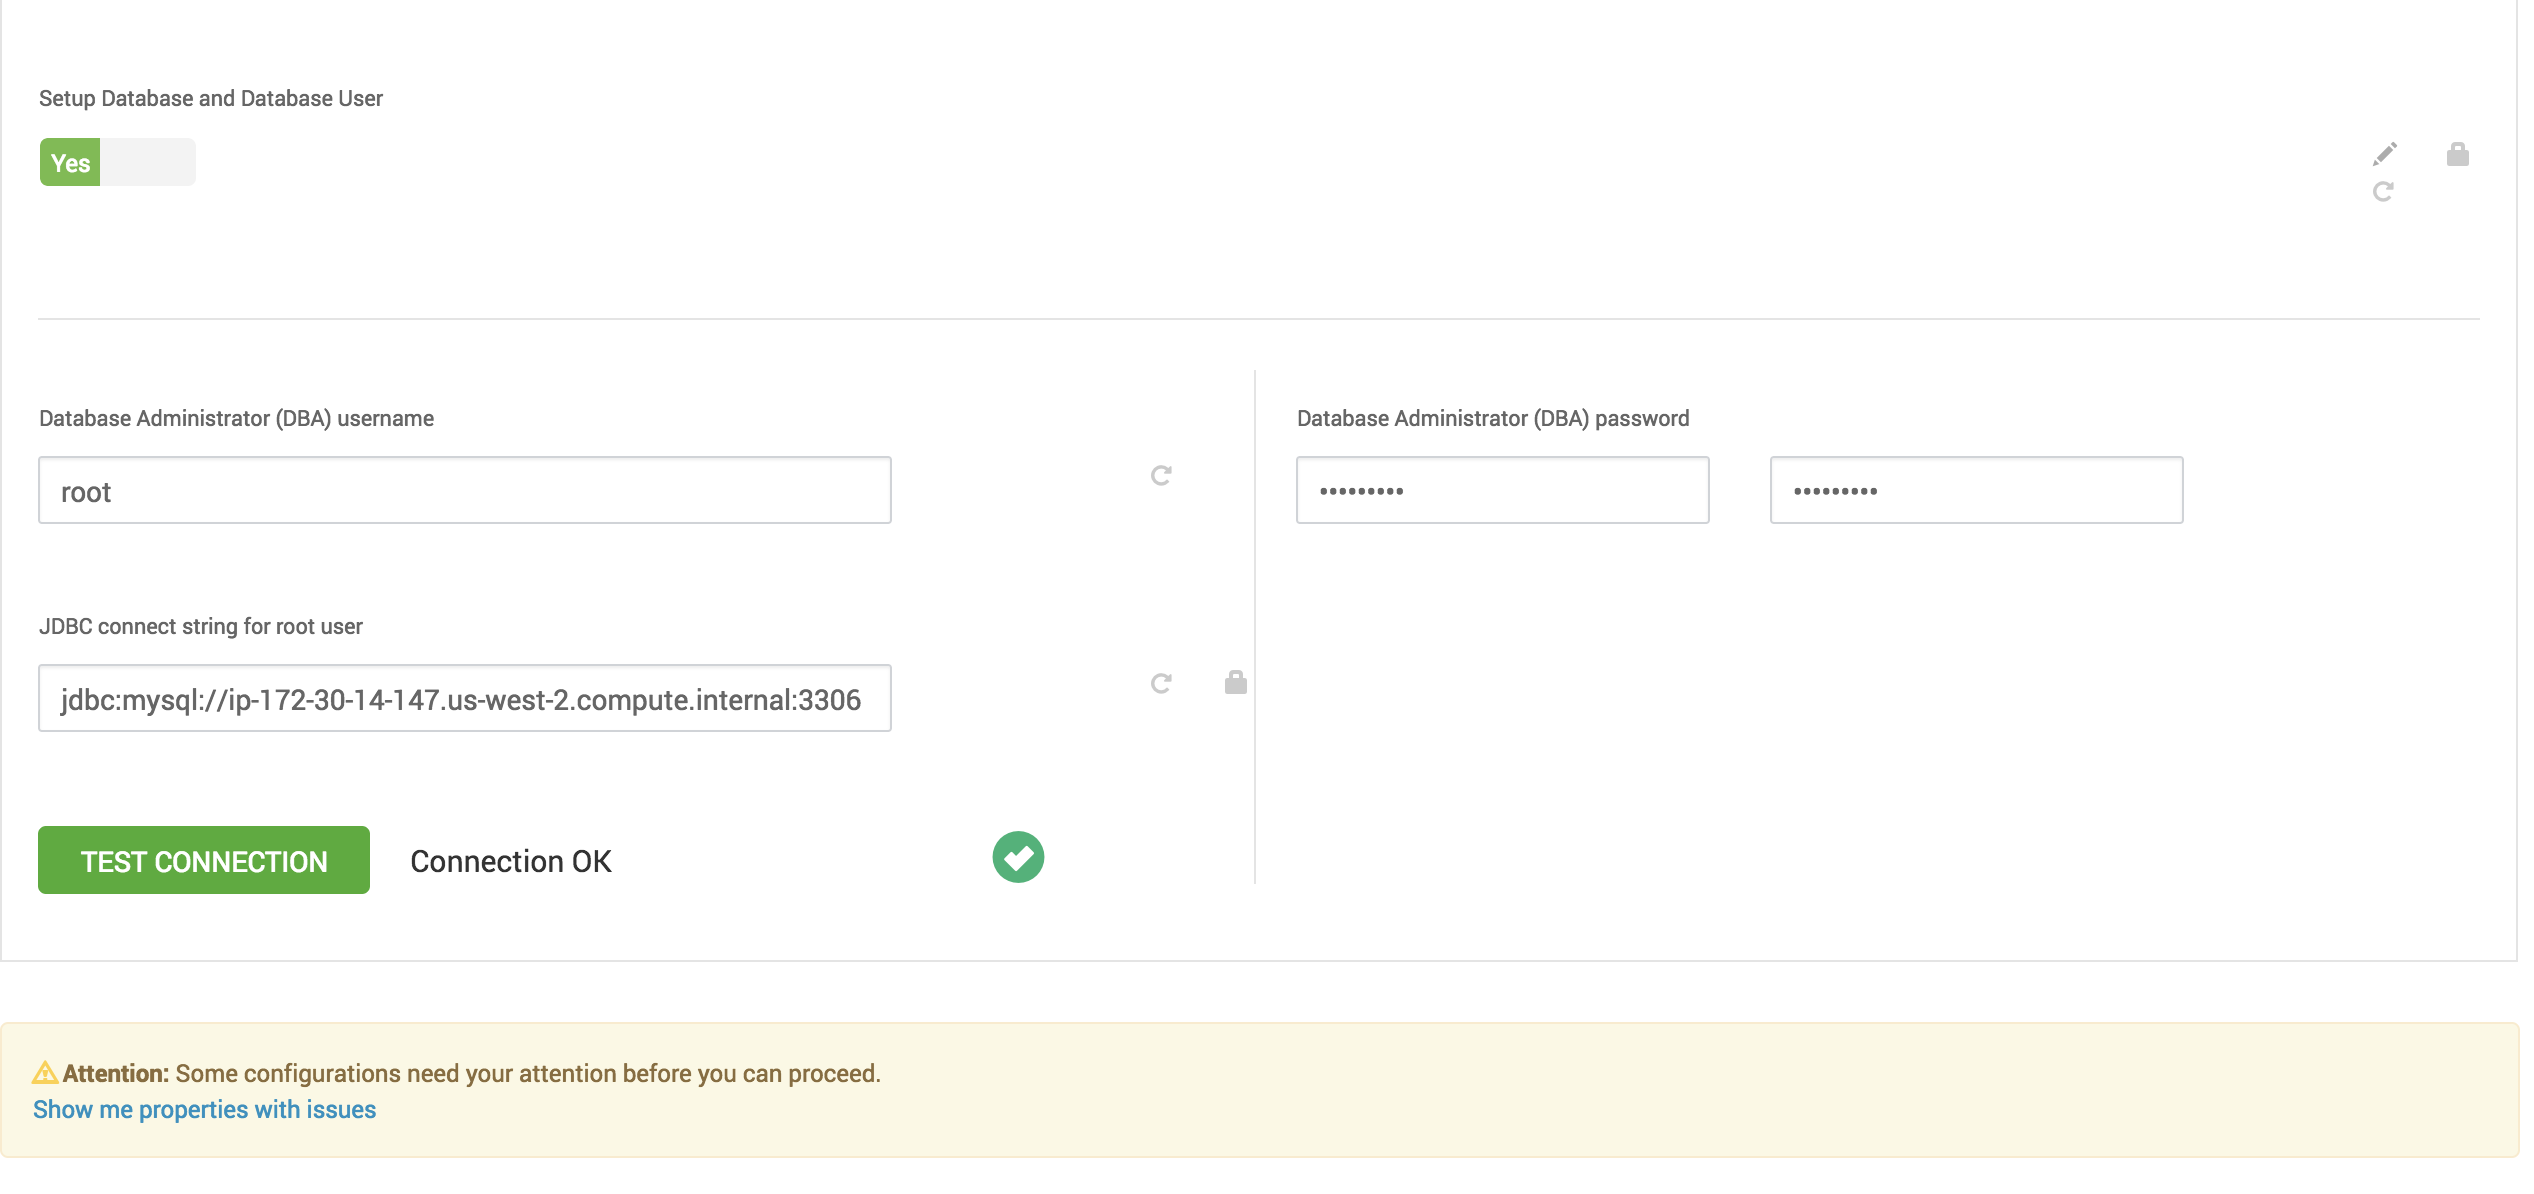 Setup Database and Database User
Yes
Database Administrator (DBA) username
Database Administrator (DBA) password
root
•••••••••
•••••••••
JDBC connect string for root user
jdbc:mysql://ip-172-30-14-147.us-west-2.compute.internal:3306
TEST CONNECTION
Connection OK
Attention: Some configurations need your attention before you can proceed.
Show me properties with issues